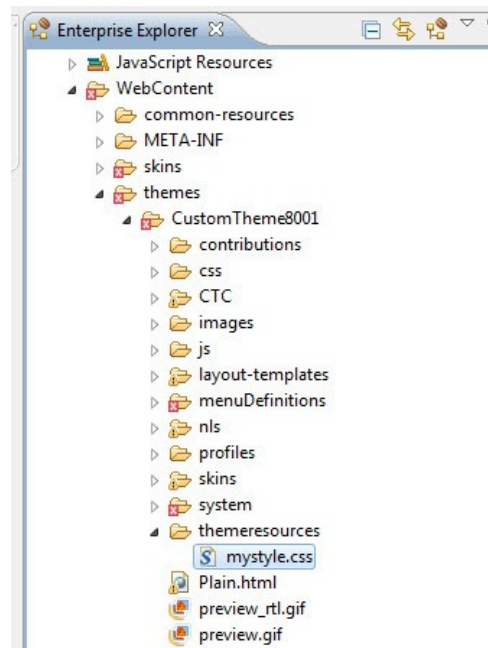 Enterprise Explorer
JavaScript Resources
WebContent
common-resources
META-INF
skins
themes
CustomTheme8001
contributions
css
CTC
images
js
layout-templates
menuDefinitions
nls
profiles
skins
system
themeresources
mystyle.css
Plain.html
preview_rtl.gif
preview.gif